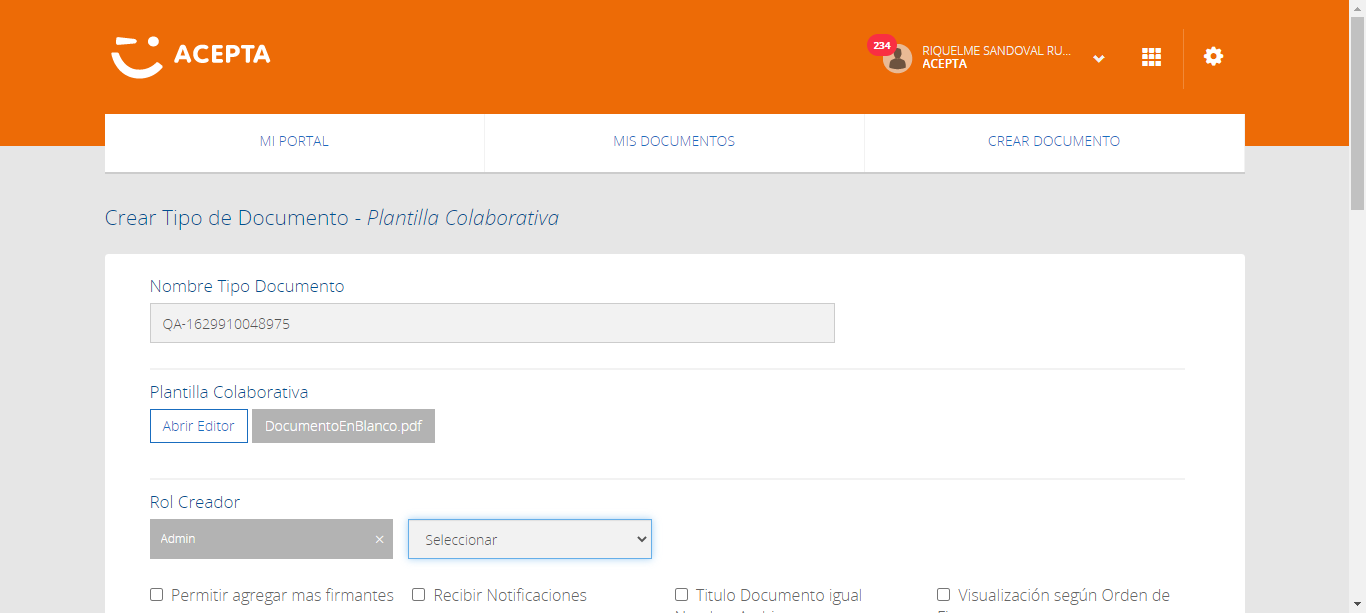 ACEPTA
234
RIQUELME SANDOVAL RU...
ACEPTA
MI PORTAL
MIS DOCUMENTOS
CREAR DOCUMENTO
Crear Tipo de Documento - Plantilla Colaborativa
Nombre Tipo Documento
QA-1629910048975
Plantilla Colaborativa
Abrir Editor
DocumentoEnBlanco.pdf
Rol Creador
Admin ×
Seleccionar
Permitir agregar mas firmantes
Recibir Notificaciones
Titulo Documento igual
Visualización según Orden de